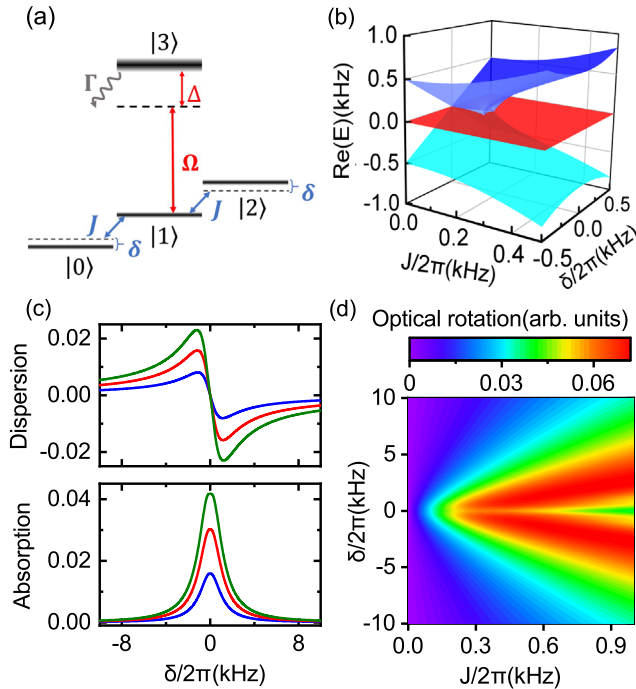 (a)
|3⟩
Γ
Δ
Ω
δ
J
|2⟩
J
|1⟩
δ
|0⟩
(b)
Re(E)(kHz)
1.0
0.5
0.0
-0.5
-1.0
0.0
0.2
0.4
J/2π(kHz)
-0.5
0.0
0.5
δ/2π(kHz)
(c)
Dispersion
0.02
0.00
-0.02
Absorption
0.04
0.02
0.00
-8 0 8
δ/2π(kHz)
(d)
Optical rotation(arb. units)
0 0.03 0.06
δ/2π(kHz)
10
5
0
-5
-10
0.0 0.3 0.6 0.9
J/2π(kHz)